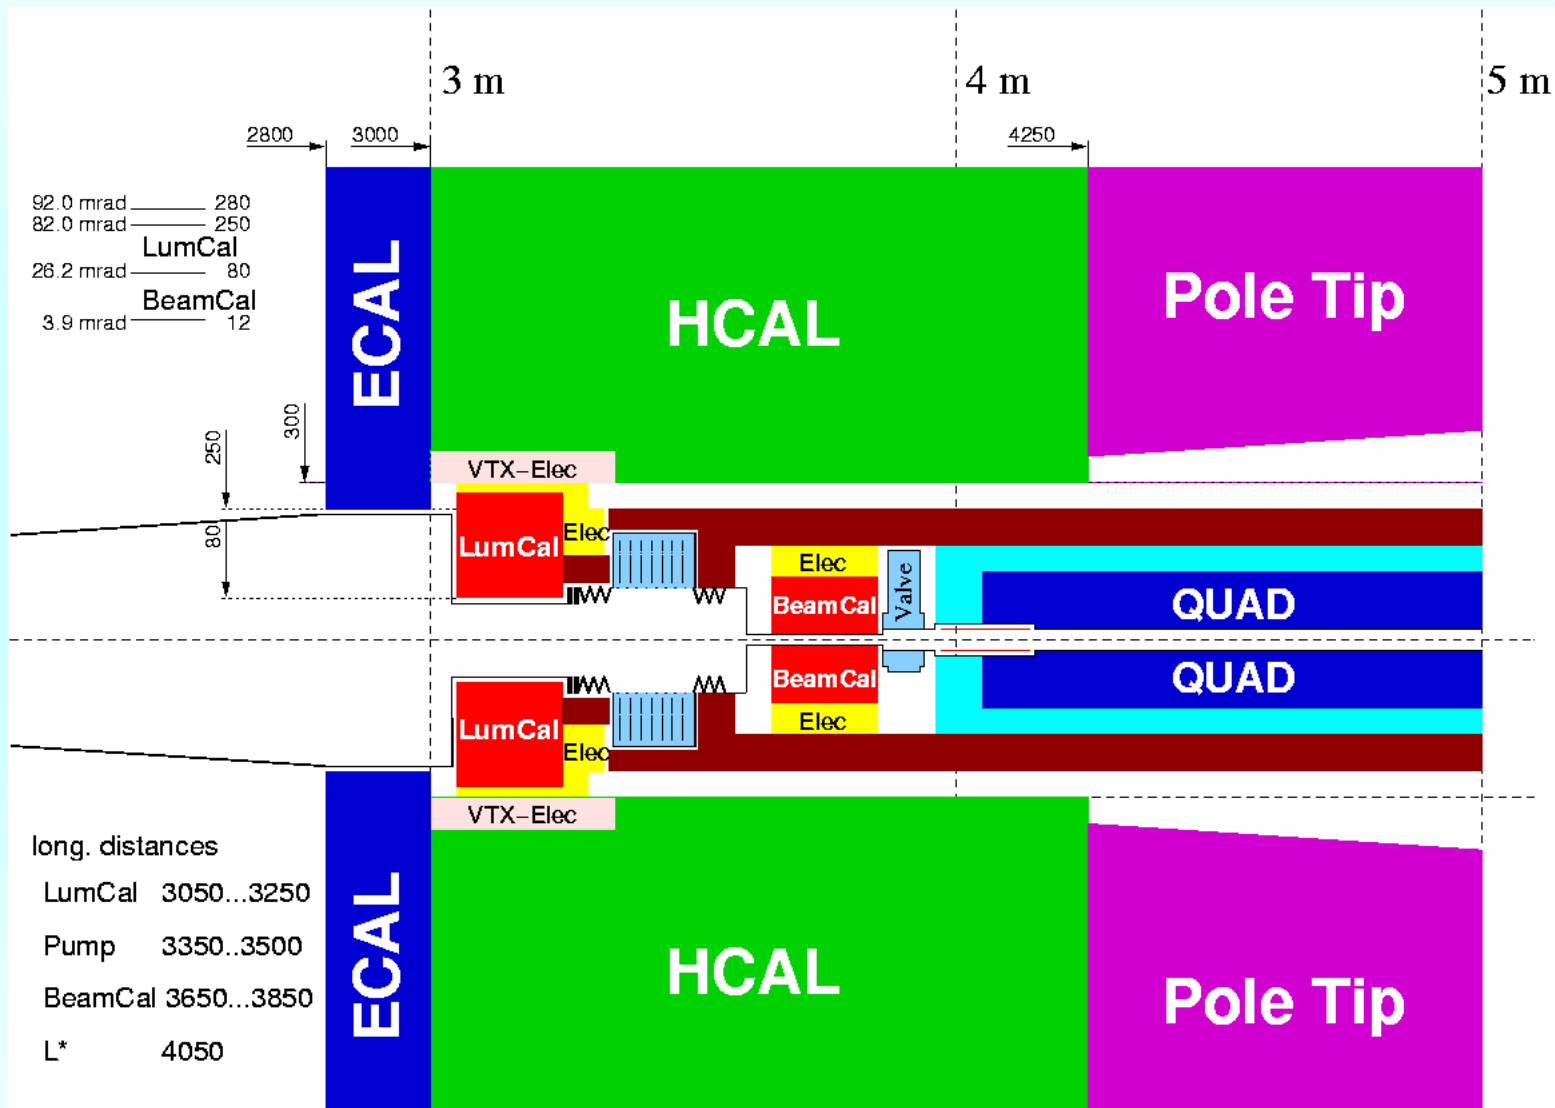 3 m
4 m
5 m
2800
3000
4250
92.0 mrad 280
82.0 mrad 250
LumCal
26.2 mrad 80
BeamCal
3.9 mrad 12
ECAL
HCAL
Pole Tip
300
250
80
VTX–Elec
LumCal
Elec
Elec
BeamCal
Valve
QUAD
BeamCal
QUAD
Elec
LumCal
Elec
VTX–Elec
ECAL
HCAL
Pole Tip
long. distances
LumCal 3050...3250
Pump 3350..3500
BeamCal 3650...3850
L* 4050